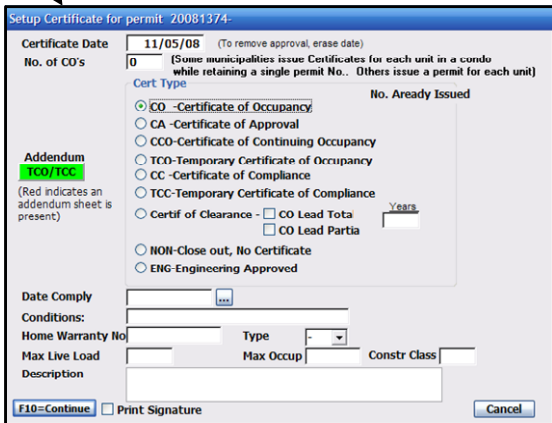 Setup Certificate for permit 20081374-
Certificate Date 11/05/08 (To remove approval, erase date)
No. of CO's 0 (Some municipalities issue Certificates for each unit in a condo
while retaining a single permit No.. Others issue a permit for each unit)
Cert Type
No. Aready Issued
CO -Certificate of Occupancy
CA -Certificate of Approval
CCO-Certificate of Continuing Occupancy
TCO-Temporary Certificate of Occupancy
CC -Certificate of Compliance
TCC-Temporary Certificate of Compliance
Certif of Clearance - CO Lead Tota Years
CO Lead Partia
NON-Close out, No Certificate
ENG-Engineering Approved
Addendum
TCO/TCC
(Red indicates an
addendum sheet is
present)
Date Comply ...
Conditions:
Home Warranty No Type -
Max Live Load Max Occup Constr Class
Description
F10=Continue Print Signature Cancel